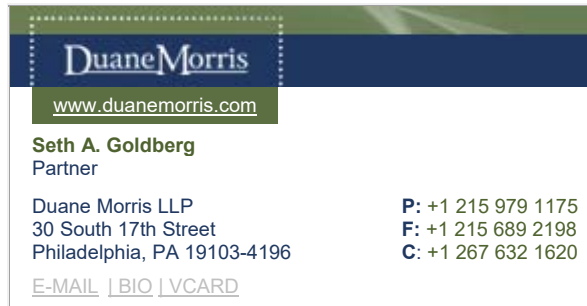 DuaneMorris
www.duanemorris.com
Seth A. Goldberg
Partner
Duane Morris LLP
30 South 17th Street
Philadelphia, PA 19103-4196
P: +1 215 979 1175
F: +1 215 689 2198
C: +1 267 632 1620
E-MAIL | BIO | VCARD